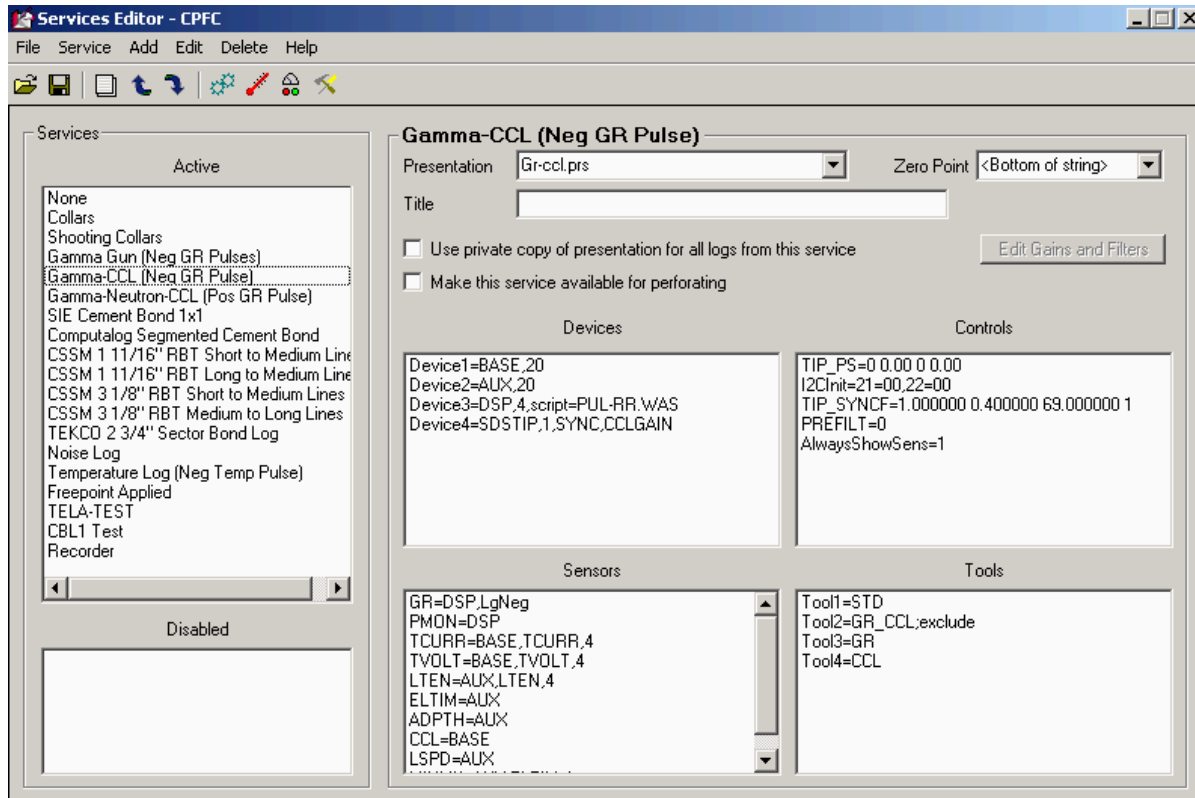 Services Editor - CPFC
File Service Add Edit Delete Help
Services
Active
None
Collars
Shooting Collars
Gamma Gun (Neg GR Pulses)
Gamma-CCL (Neg GR Pulse)
Gamma-Neutron-CCL (Pos GR Pulse)
SIE Cement Bond 1x1
Computalog Segmented Cement Bond
CSSM 1 11/16" RBT Short to Medium Line
CSSM 1 11/16" RBT Long to Medium Line
CSSM 3 1/8" RBT Short to Medium Lines
CSSM 3 1/8" RBT Medium to Long Lines
TEKCO 2 3/4" Sector Bond Log
Noise Log
Temperature Log (Neg Temp Pulse)
Freepoint Applied
TELA-TEST
CBL1 Test
Recorder
Disabled
Gamma-CCL (Neg GR Pulse)
Presentation Gr-ccl.prs Zero Point <Bottom of string>
Title
Use private copy of presentation for all logs from this service
Edit Gains and Filters
Make this service available for perforating
Devices
Device1=BASE,20
Device2=AUX,20
Device3=DSP,4,script=PUL-RR.WAS
Device4=SDSTIP,1,SYNC,CCLGAIN
Controls
TIP_PS=0 0.00 0 0.00
I2CInit=21=00,22=00
TIP_SYNCF=1.000000 0.400000 69.000000 1
PREFILT=0
AlwaysShowSens=1
Sensors
GR=DSP,LgNeg
PMON=DSP
TCURR=BASE,TCURR,4
TVOLT=BASE,TVOLT,4
LTEN=AUX,LTEN,4
ELTIM=AUX
ADPTH=AUX
CCL=BASE
LSPD=AUX
Tools
Tool1=STD
Tool2=GR_CCL;exclude
Tool3=GR
Tool4=CCL